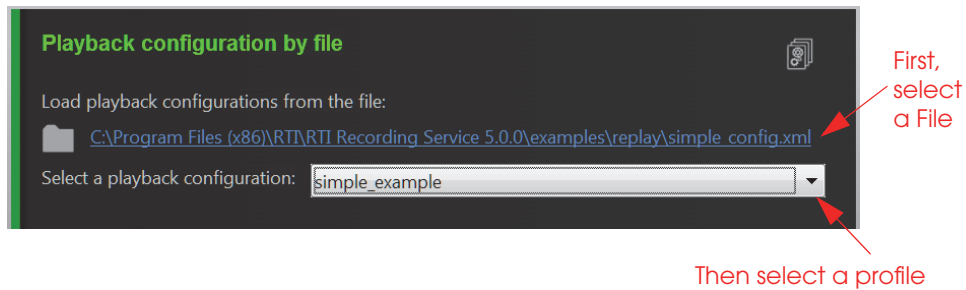 Playback configuration by file
Load playback configurations from the file:
C:\Program Files (x86)\RTI\RTI Recording Service 5.0.0\examples\replay\simple_config.xml
Select a playback configuration:
simple_example
First,
select
a File
Then select a profile